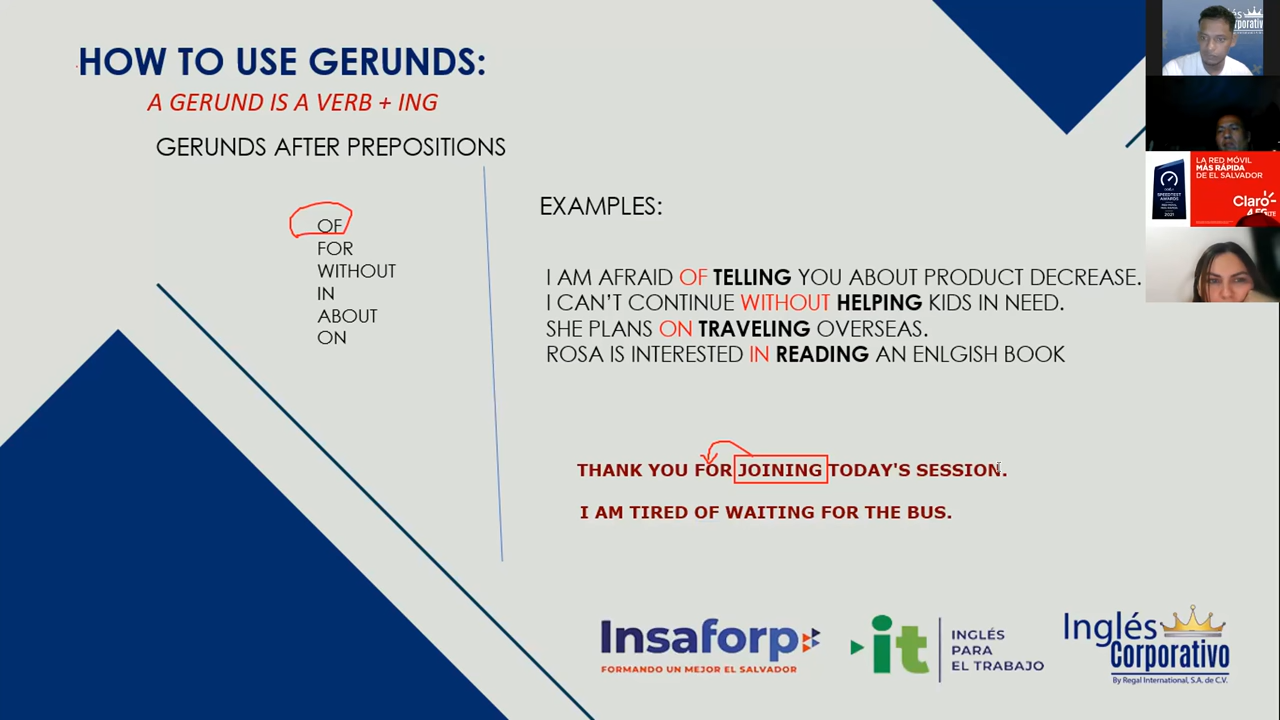 HOW TO USE GERUNDS:
A GERUND IS A VERB + ING
GERUNDS AFTER PREPOSITIONS
OF
FOR
WITHOUT
IN
ABOUT
ON
EXAMPLES:
I AM AFRAID OF TELLING YOU ABOUT PRODUCT DECREASE.
I CAN'T CONTINUE WITHOUT HELPING KIDS IN NEED.
SHE PLANS ON TRAVELING OVERSEAS.
ROSA IS INTERESTED IN READING AN ENLGISH BOOK
THANK YOU FOR JOINING TODAY'S SESSION.
I AM TIRED OF WAITING FOR THE BUS.
Insaforp
FORMANDO UN MEJOR EL SALVADOR
it
INGLÉS
PARA
EL TRABAJO
Inglés
Corporativo
By Regal International, S.A. de C.V.
LA RED MÓVIL
MÁS RÁPIDA
DE EL SALVADOR
SPEEDTEST
AWARDS
2021
Claro